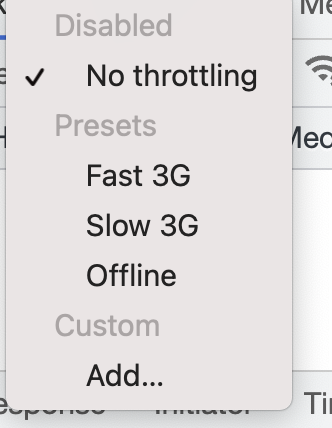 Disabled
✓ No throttling
Presets
Fast 3G
Slow 3G
Offline
Custom
Add...